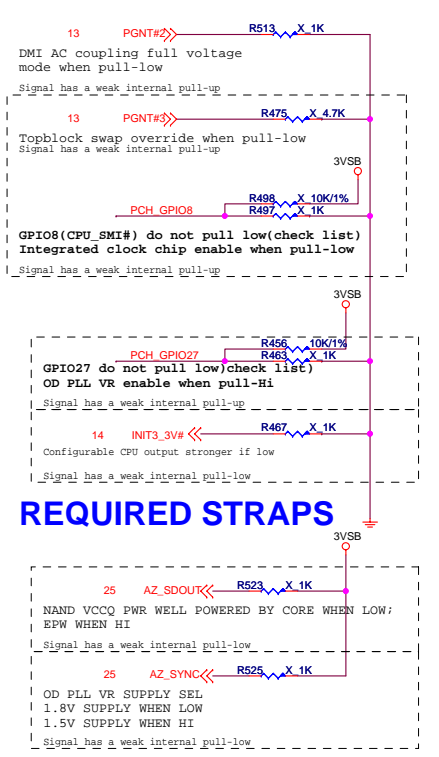 13 PGNT#2 R513 X_1K
DMI AC coupling full voltage
mode when pull-low
Signal has a weak internal pull-up
13 PGNT#3 R475 X_4.7K
Topblock swap override when pull-low
Signal has a weak internal pull-up
3VSB
R498 X_10K/1%
PCH_GPIO8 R497 X_1K
GPIO8(CPU_SMI#) do not pull low(check list)
Integrated clock chip enable when pull-low
Signal has a weak internal pull-up
3VSB
R456 10K/1%
PCH_GPIO27 R463 X_1K
GPIO27 do not pull low)check list)
OD PLL VR enable when pull-Hi
Signal has a weak internal pull-up
14 INIT3_3V# R467 X_1K
Configurable CPU output stronger if low
Signal has a weak internal pull-low
REQUIRED STRAPS
3VSB
25 AZ_SDOUT R523 X_1K
NAND VCCQ PWR WELL POWERED BY CORE WHEN LOW;
EPW WHEN HI
Signal has a weak internal pull-low
25 AZ_SYNC R525 X_1K
OD PLL VR SUPPLY SEL
1.8V SUPPLY WHEN LOW
1.5V SUPPLY WHEN HI
Signal has a weak internal pull-low